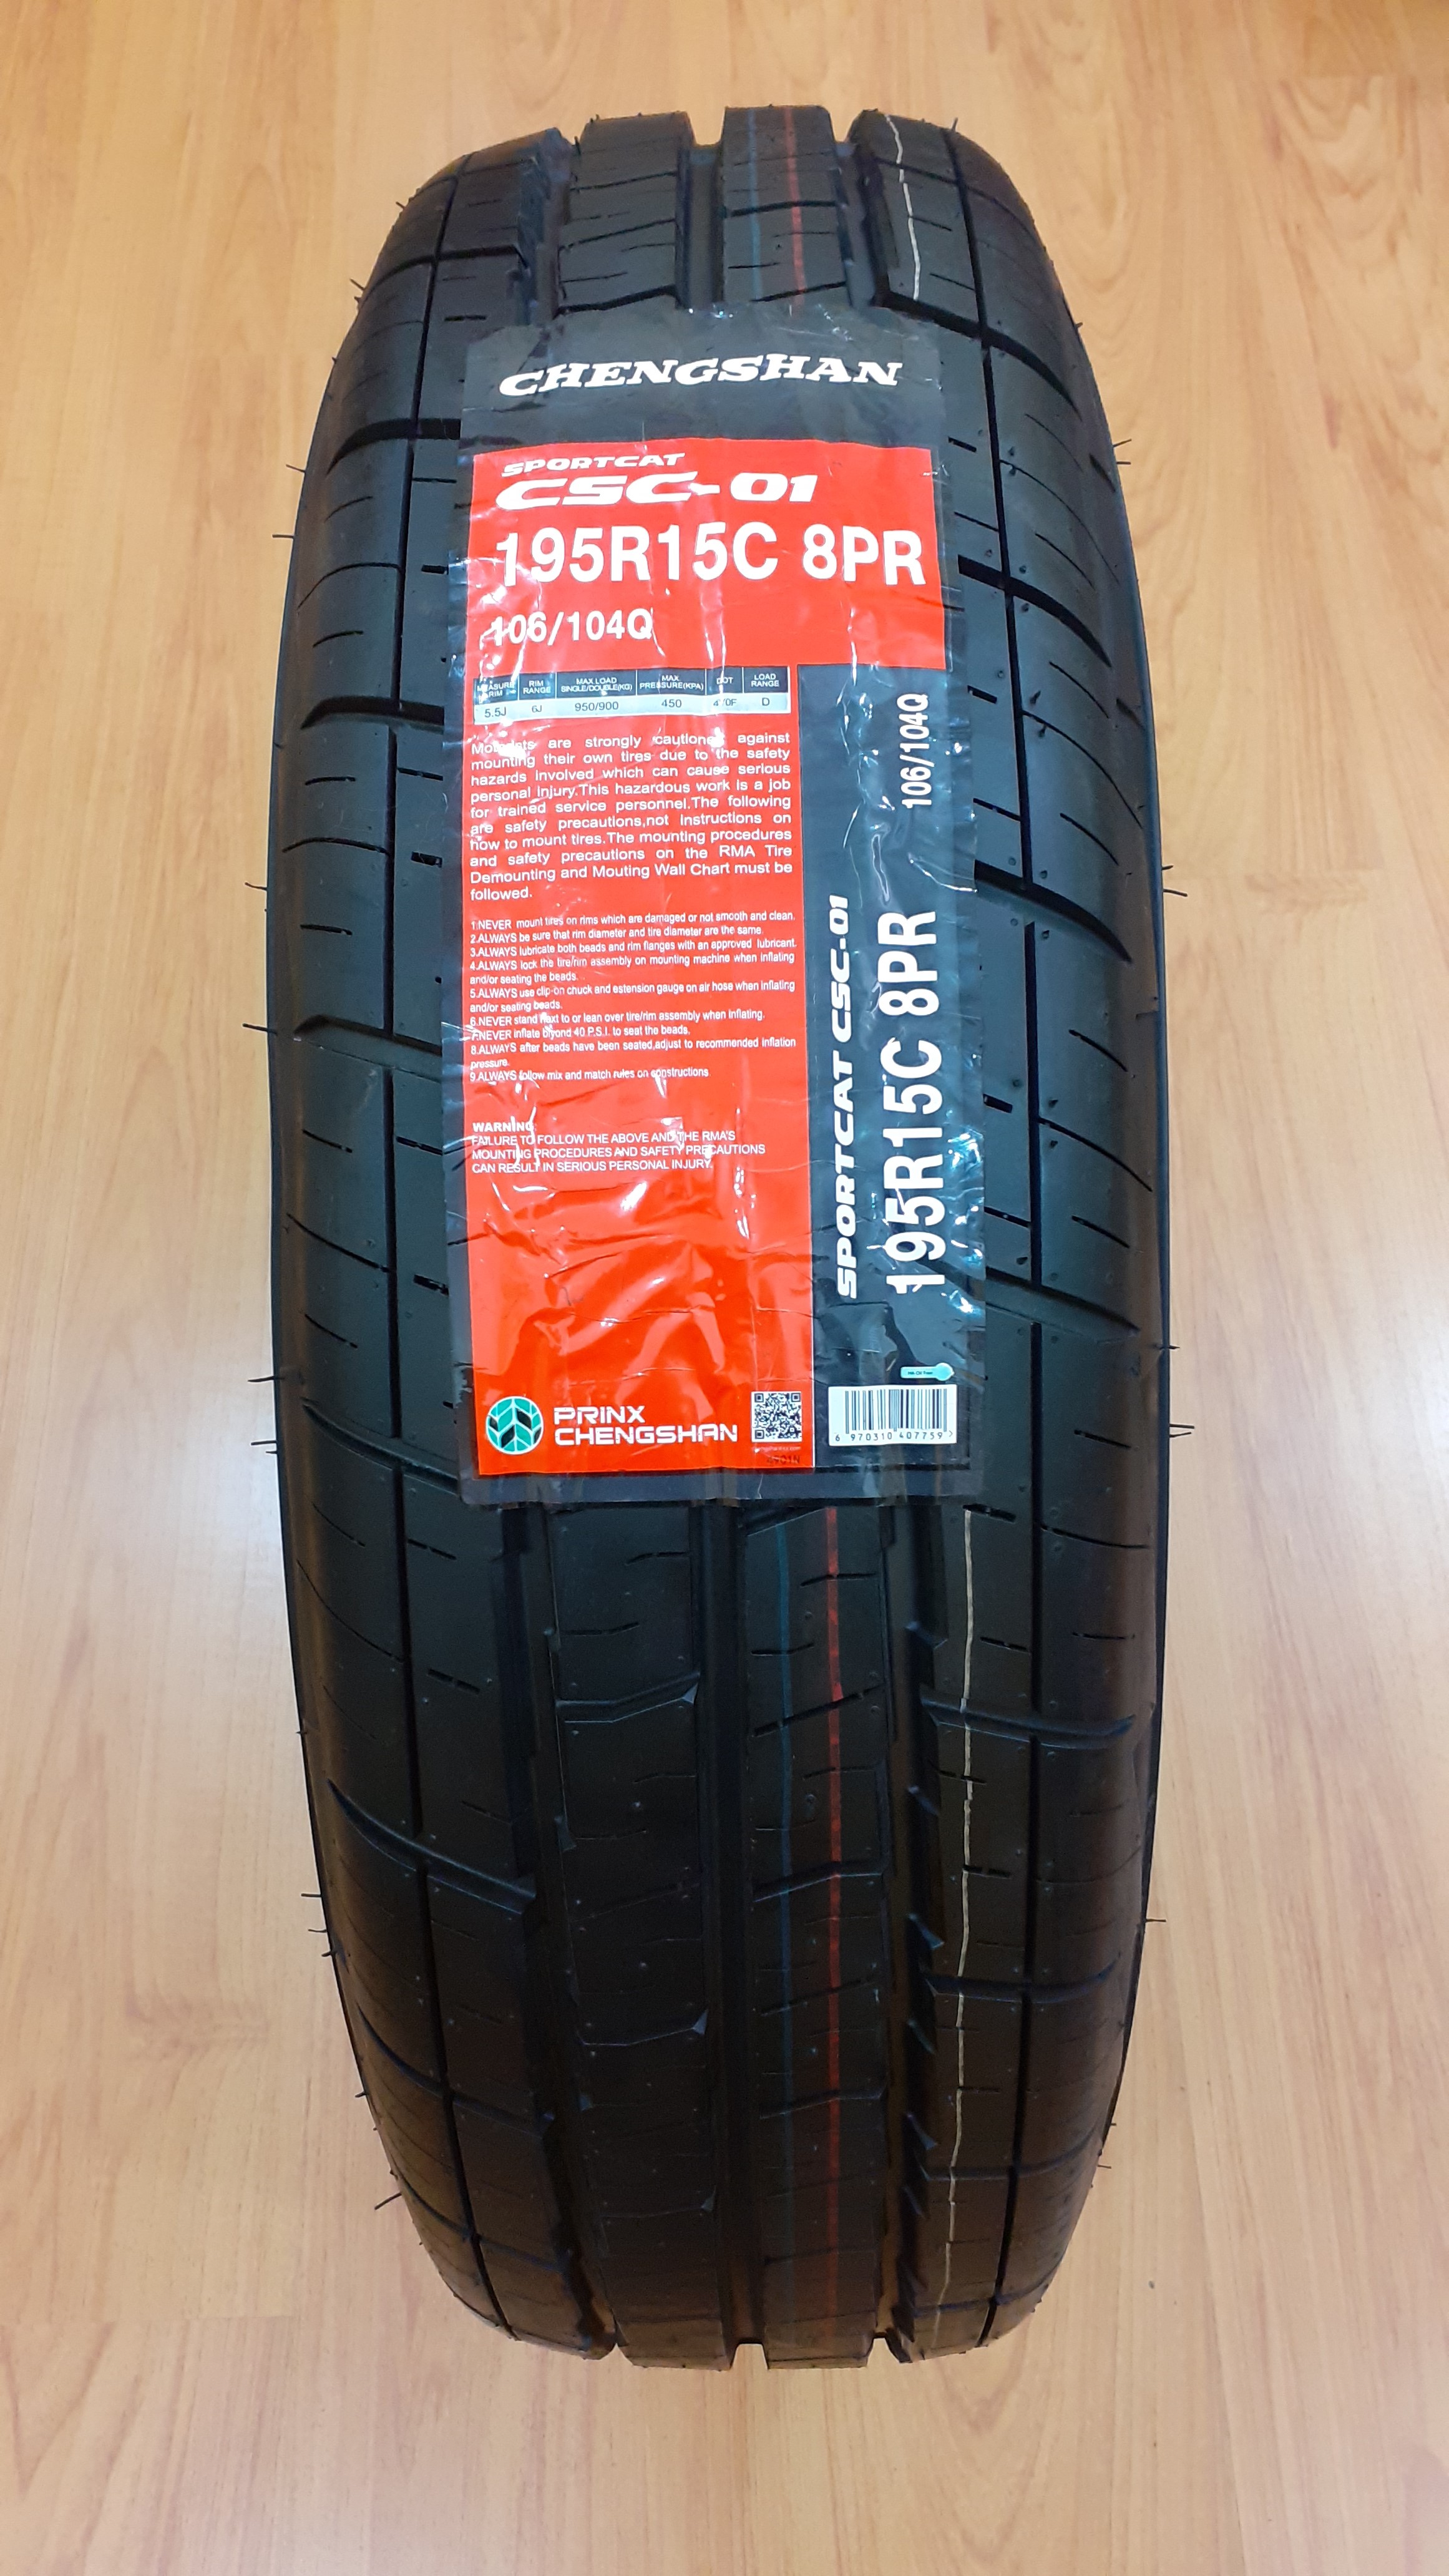 CHENGSHAN
SPORTCAT
CSC-01
195R15C 8PR
106/104Q
MEASURE RIM
RIM RANGE
MAX.LOAD SINGLE/DOUBLE(KG)
MAX. PRESSURE(KPA)
DOT
LOAD RANGE
5.5J
6J
950/900
450
D
Motorists are strongly cautioned against
mounting their own tires due to the safety
hazards involved which can cause serious
personal injury.This hazardous work is a job
for trained service personnel.The following
are safety precautions,not instructions on
how to mount tires.The mounting procedures
and safety precautions on the RMA Tire
Demounting and Mouting Wall Chart must be
followed.
1.NEVER mount tires on rims which are damaged or not smooth and clean.
2.ALWAYS be sure that rim diameter and tire diameter are the same.
3.ALWAYS lubricate both beads and rim flanges with an approved lubricant.
4.ALWAYS lock the tire/rim assembly on mounting machine when inflating
and/or seating the beads.
5.ALWAYS use clip-on chuck and estension gauge on air hose when inflating
and/or seating beads.
6.NEVER stand next to or lean over tire/rim assembly when inflating.
7.NEVER inflate biyond 40 P.S.I. to seat the beads.
8.ALWAYS after beads have been seated,adjust to recommended inflation
pressure.
9.ALWAYS follow mix and match rules on constructions
WARNING:
FAILURE TO FOLLOW THE ABOVE AND THE RMA'S
MOUNTING PROCEDURES AND SAFETY PRECAUTIONS
CAN RESULT IN SERIOUS PERSONAL INJURY.
PRINX
CHENGSHAN
SPORTCAT CSC-01
195R15C 8PR
106/104Q
6 970310 407759 >